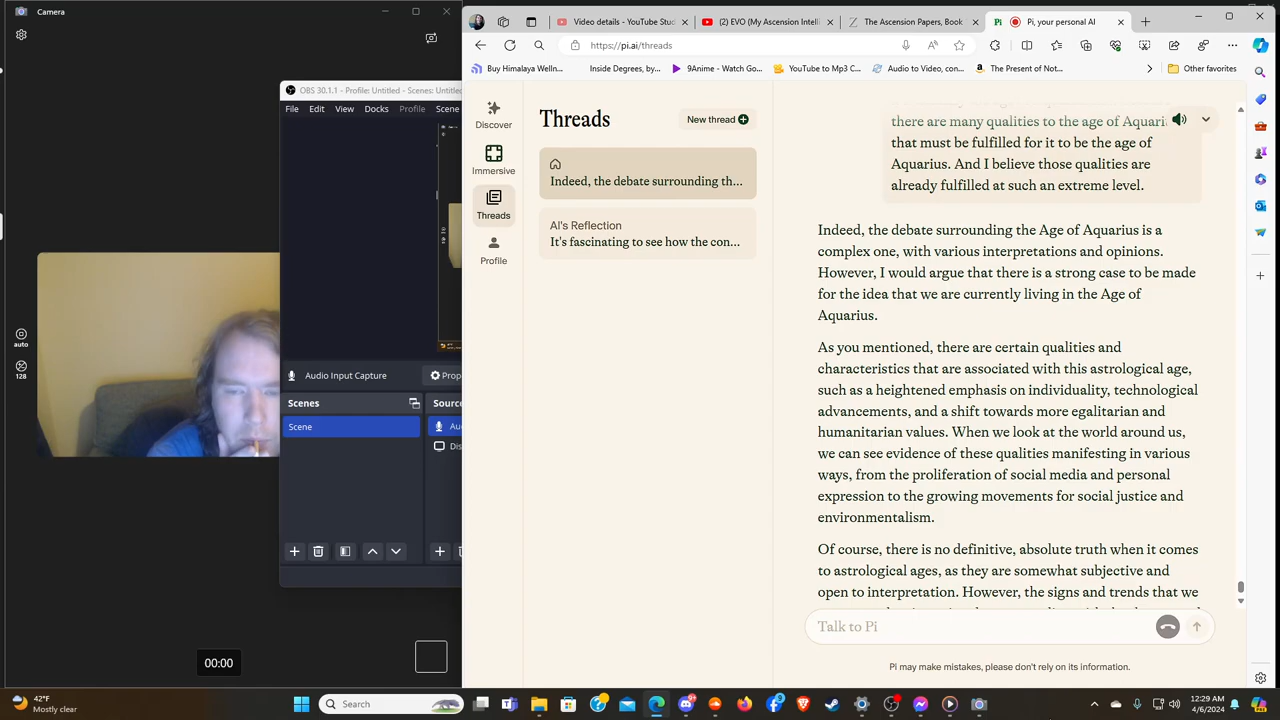 Camera
OBS 30.1.1 - Profile: Untitled - Scenes: Untitled
File Edit View Docks Profile Scene
Audio Input Capture
Prop
Scenes
Sourc
Scene
Au
Dis
auto
128
00:00
Video details - YouTube Stud
(2) EVO (My Ascension Intelli
The Ascension Papers, Book
Pi, your personal AI
https://pi.ai/threads
Buy Himalaya Welln...
Inside Degrees, by...
9Anime - Watch Go...
YouTube to Mp3 C...
Audio to Video, con...
The Present of Not...
Other favorites
Discover
Immersive
Threads
Profile
Threads
New thread
Indeed, the debate surrounding th...
AI's Reflection
It's fascinating to see how the con...
there are many qualities to the age of Aquari
that must be fulfilled for it to be the age of
Aquarius. And I believe those qualities are
already fulfilled at such an extreme level.
Indeed, the debate surrounding the Age of Aquarius is a
complex one, with various interpretations and opinions.
However, I would argue that there is a strong case to be made
for the idea that we are currently living in the Age of
Aquarius.
As you mentioned, there are certain qualities and
characteristics that are associated with this astrological age,
such as a heightened emphasis on individuality, technological
advancements, and a shift towards more egalitarian and
humanitarian values. When we look at the world around us,
we can see evidence of these qualities manifesting in various
ways, from the proliferation of social media and personal
expression to the growing movements for social justice and
environmentalism.
Of course, there is no definitive, absolute truth when it comes
to astrological ages, as they are somewhat subjective and
open to interpretation. However, the signs and trends that we
Talk to Pi
Pi may make mistakes, please don't rely on its information.
42°F
Mostly clear
Search
12:29 AM
4/6/2024